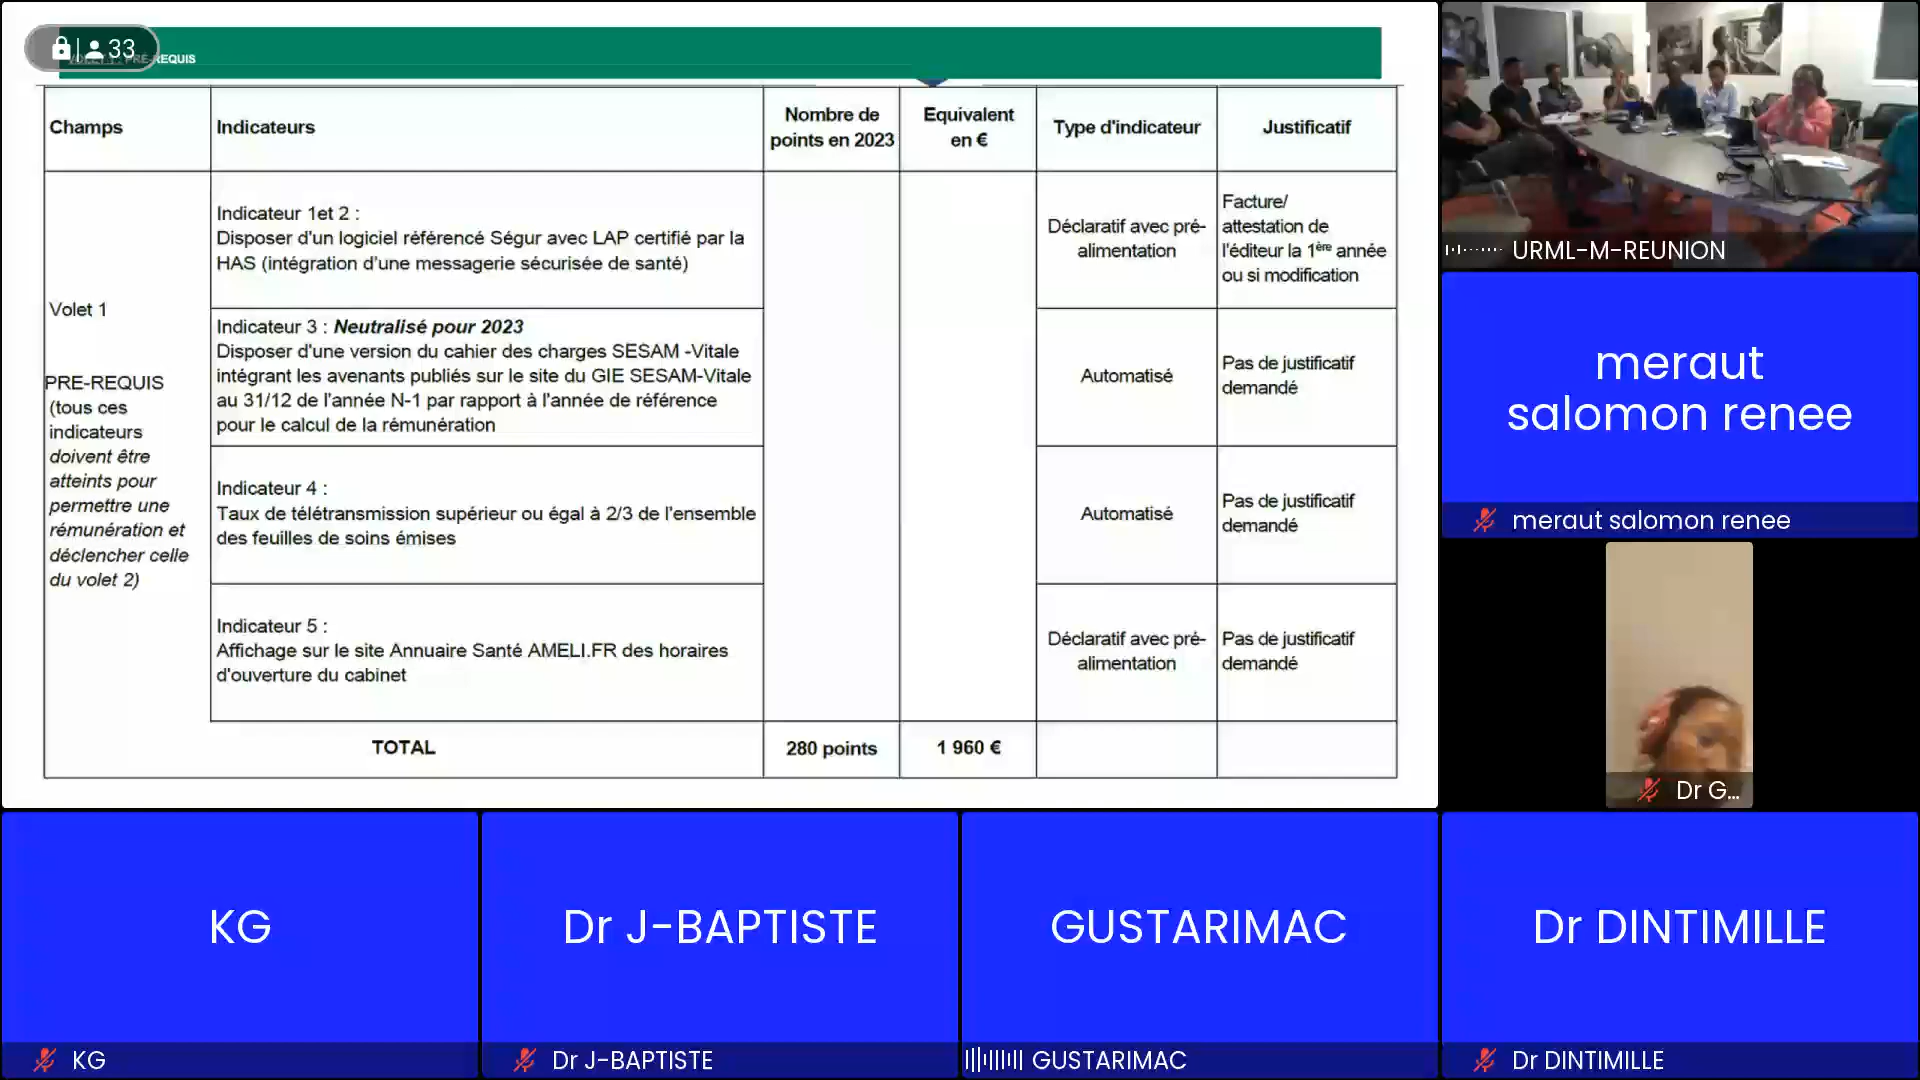 33
VOLET 1 : PRE-REQUIS
Champs
Indicateurs
Nombre de
points en 2023
Equivalent
en €
Type d'indicateur
Justificatif
Volet 1
PRE-REQUIS
(tous ces
indicateurs
doivent être
atteints pour
permettre une
rémunération et
déclencher celle
du volet 2)
Indicateur 1et 2 :
Disposer d'un logiciel référencé Ségur avec LAP certifié par la
HAS (intégration d'une messagerie sécurisée de santé)
Déclaratif avec pré-
alimentation
Facture/
attestation de
l'éditeur la 1ère année
ou si modification
Indicateur 3 : Neutralisé pour 2023
Disposer d'une version du cahier des charges SESAM -Vitale
intégrant les avenants publiés sur le site du GIE SESAM-Vitale
au 31/12 de l'année N-1 par rapport à l'année de référence
pour le calcul de la rémunération
Automatisé
Pas de justificatif
demandé
Indicateur 4 :
Taux de télétransmission supérieur ou égal à 2/3 de l'ensemble
des feuilles de soins émises
Automatisé
Pas de justificatif
demandé
Indicateur 5 :
Affichage sur le site Annuaire Santé AMELI.FR des horaires
d'ouverture du cabinet
Déclaratif avec pré-
alimentation
Pas de justificatif
demandé
TOTAL
280 points
1 960 €
URML-M-REUNION
meraut
salomon renee
meraut salomon renee
Dr G...
KG
KG
Dr J-BAPTISTE
Dr J-BAPTISTE
GUSTARIMAC
GUSTARIMAC
Dr DINTIMILLE
Dr DINTIMILLE